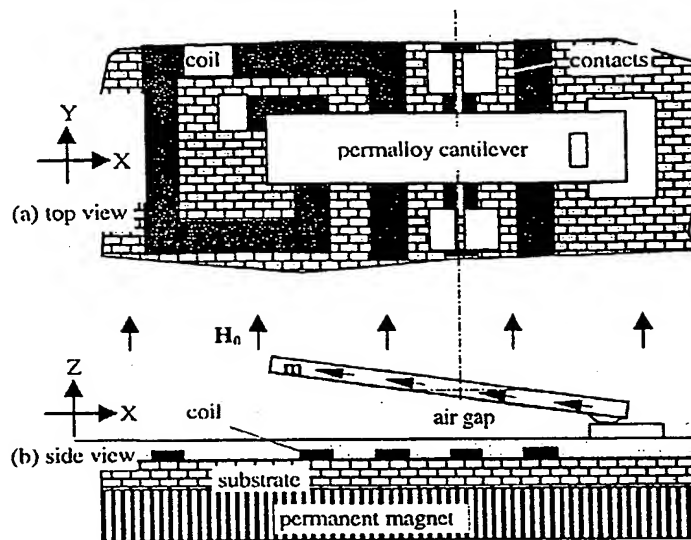 coil
contacts
Y
X
permalloy cantilever
(a) top view
H0
m
Z
X
coil
air gap
(b) side view
substrate
permanent magnet